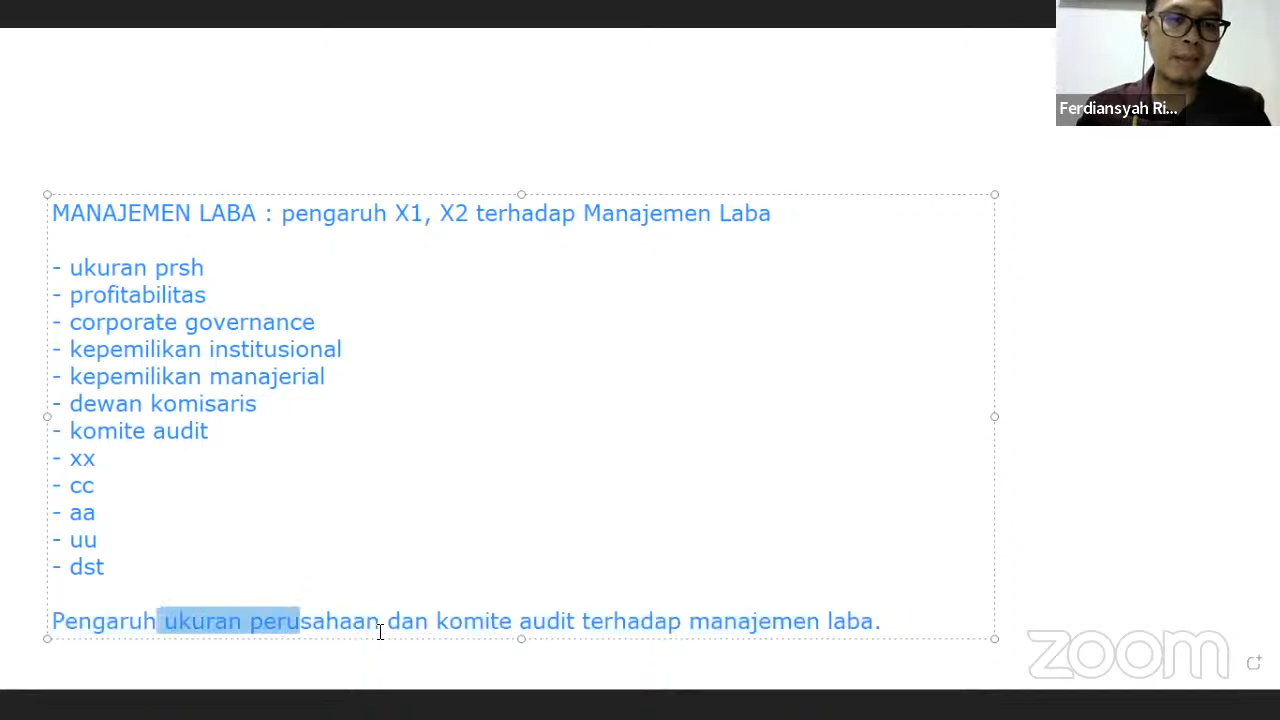 Ferdiansyah Ri...
MANAJEMEN LABA : pengaruh X1, X2 terhadap Manajemen Laba
- ukuran prsh
- profitabilitas
- corporate governance
- kepemilikan institusional
- kepemilikan manajerial
- dewan komisaris
- komite audit
- xx
- cc
- aa
- uu
- dst
Pengaruh ukuran perusahaan dan komite audit terhadap manajemen laba.
zoom